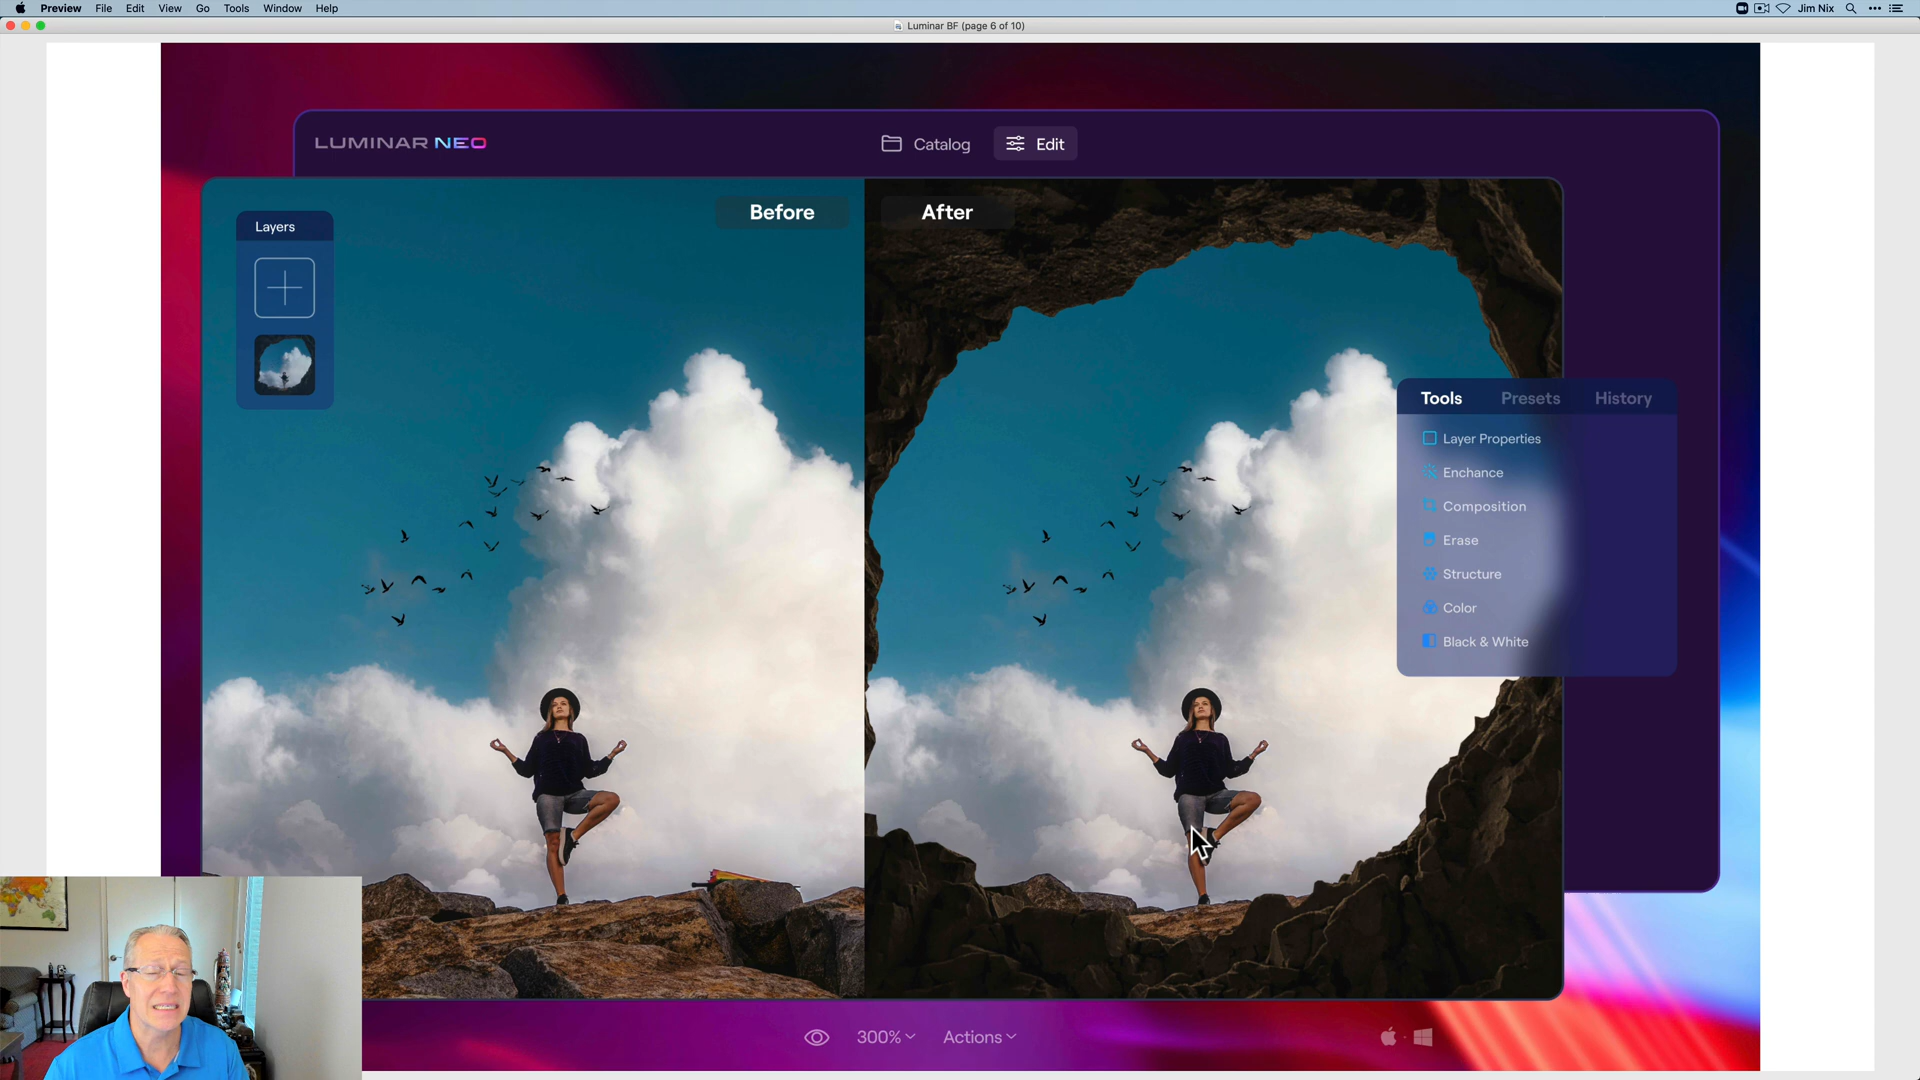 Preview File Edit View Go Tools Window Help
Jim Nix
Luminar BF (page 6 of 10)
LUMINAR NEO
Catalog
Edit
Layers
Before
After
Tools Presets History
Layer Properties
Enchance
Composition
Erase
Structure
Color
Black & White
300%
Actions